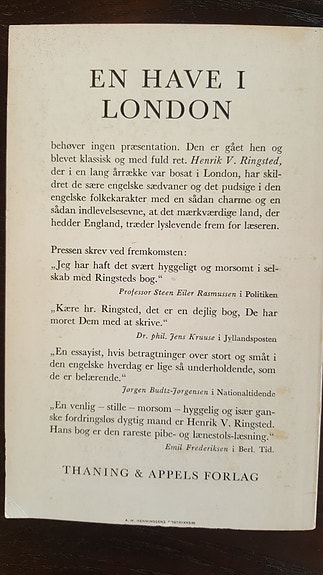 EN HAVE I
LONDON
behøver ingen præsentation. Den er gået hen og
blevet klassisk og med fuld ret. Henrik V. Ringsted,
der i en lang årrække var bosat i London, har skil-
dret de sære engelske sædvaner og det pudsige i den
engelske folkekarakter med en sådan charme og en
sådan indlevelsesevne, at det mærkværdige land, der
hedder England, træder lyslevende frem for læseren.
Pressen skrev ved fremkomsten:
„Jeg har haft det svært hyggeligt og morsomt i sel-
skab med Ringsteds bog.“
Professor Steen Eiler Rasmussen i Politiken
„Kære hr. Ringsted, det er en dejlig bog, De har
moret Dem med at skrive.“
Dr. phil. Jens Kruuse i Jyllandsposten
„En essayist, hvis betragtninger over stort og småt i
den engelske hverdag er lige så underholdende, som
de er belærende.“
Jørgen Budtz-Jørgensen i Nationaltidende
„En venlig – stille – morsom – hyggelig og især gan-
ske fordringsløs dygtig mand er Henrik V. Ringsted.
Hans bog er den rareste pibe- og lænestols-læsning.“
Emil Frederiksen i Berl. Tid.
THANING & APPELS FORLAG